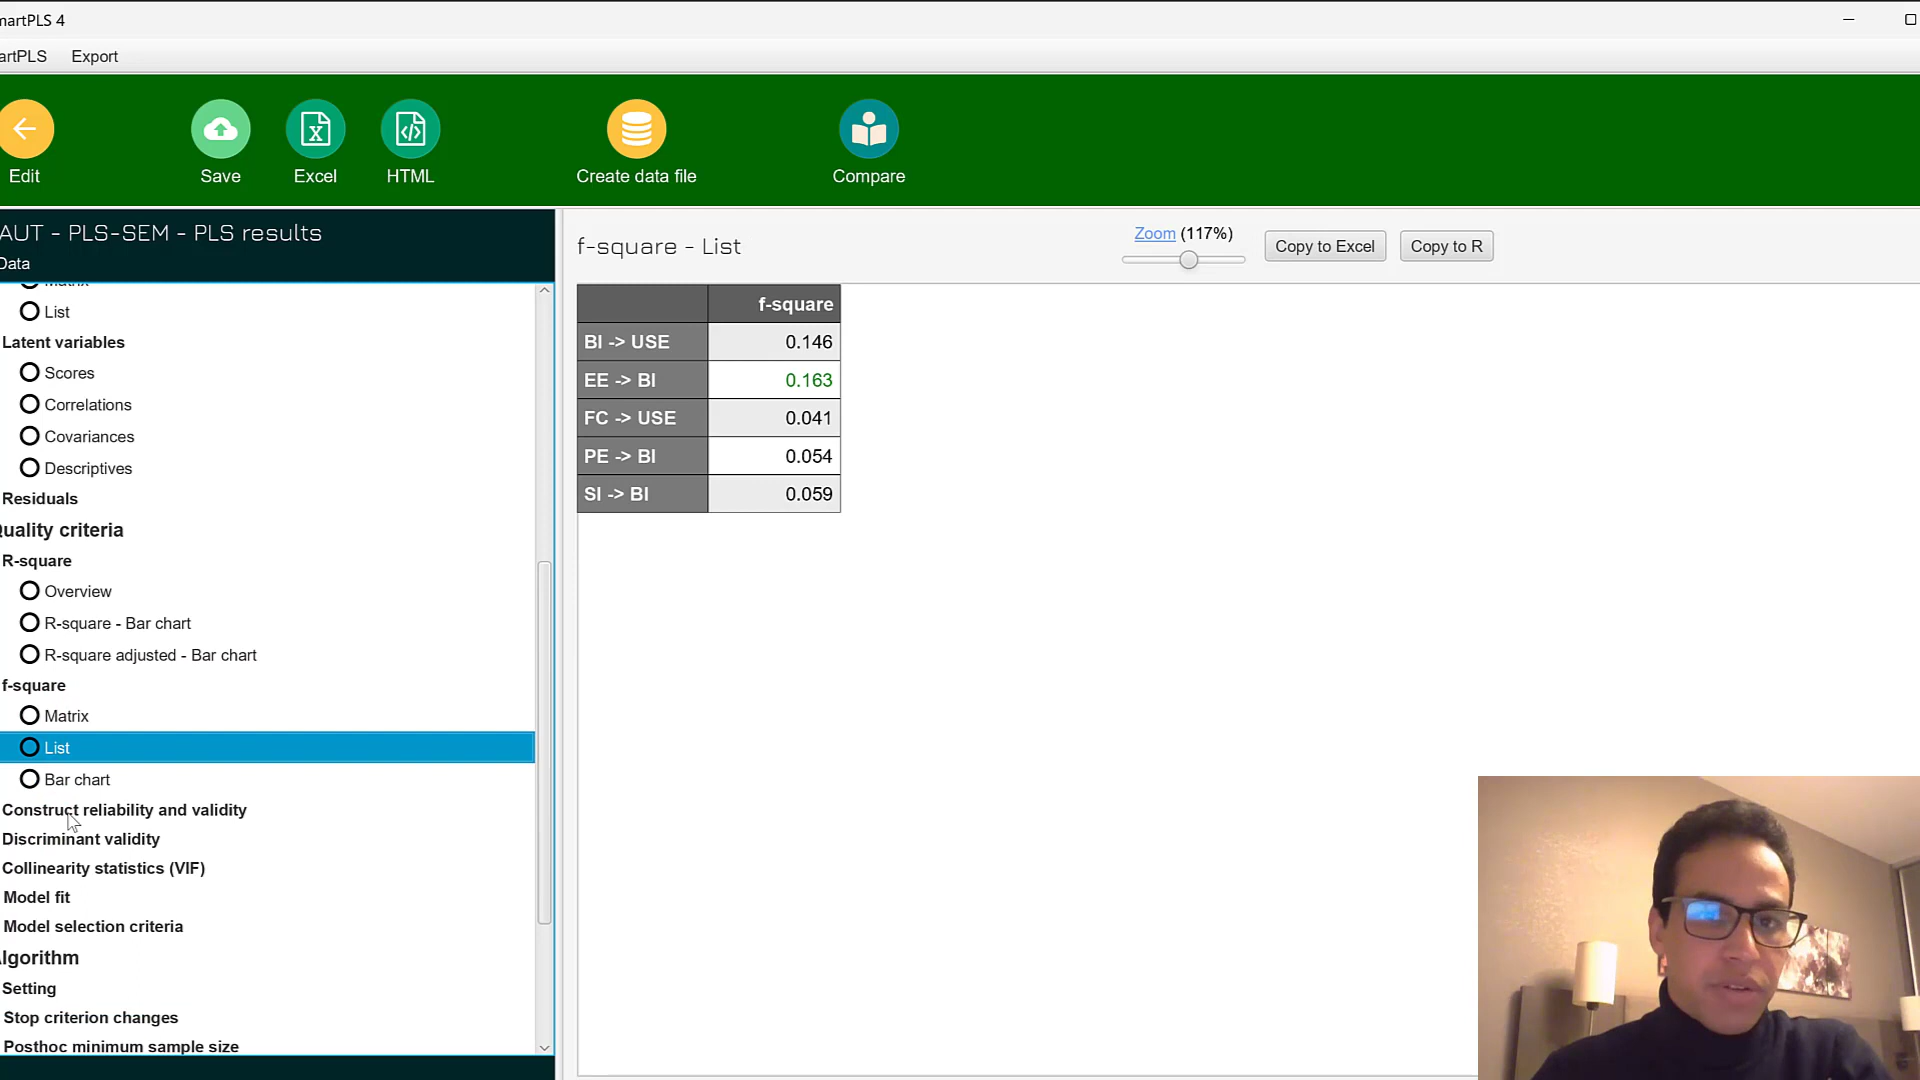 martPLS 4
artPLS Export
Edit Save Excel HTML Create data file Compare
AUT - PLS-SEM - PLS results
Data
Matrix
List
Latent variables
Scores
Correlations
Covariances
Descriptives
Residuals
Quality criteria
R-square
Overview
R-square - Bar chart
R-square adjusted - Bar chart
f-square
Matrix
List
Bar chart
Construct reliability and validity
Discriminant validity
Collinearity statistics (VIF)
Model fit
Model selection criteria
lgorithm
Setting
Stop criterion changes
Posthoc minimum sample size
f-square - List
Zoom (117%)
Copy to Excel Copy to R
f-square
BI -> USE 0.146
EE -> BI 0.163
FC -> USE 0.041
PE -> BI 0.054
SI -> BI 0.059